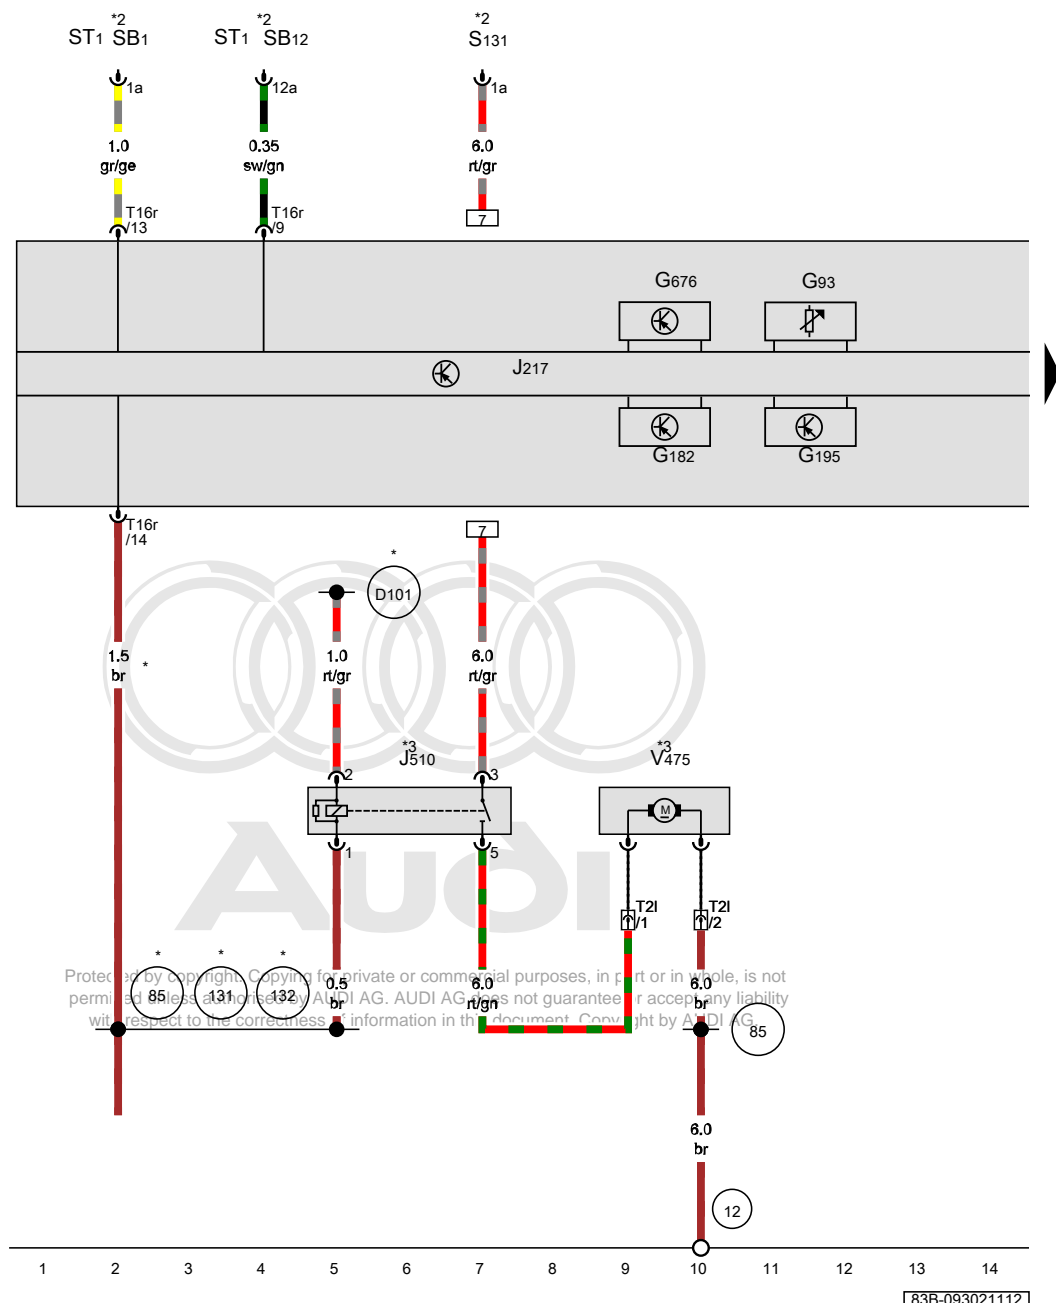 *2 *2 *2
ST1 SB1 ST1 SB12 S131
1a 12a 1a
1.0 0.35 6.0
gr/ge sw/gn rt/gr
T16r T16r
/13 /9 7
G676 G93
J217
G182 G195
T16r 7
/14
*
D101
1.5 * 1.0 6.0
br rt/gr rt/gr
*3 *3
J510 V475
2 3
M
1 5
T2l T2l
/1 /2
AUDI
* * *
Protected by copyright. Copying for private or commercial purposes, in part or in whole, is not
permitted unless authorised by AUDI AG. AUDI AG does not guarantee or accept any liability
with respect to the correctness of information in this document. Copyright by AUDI AG.
85 131 132 0.5 6.0 6.0
br rt/gn br
85
6.0
br
12
1 2 3 4 5 6 7 8 9 10 11 12 13 14
83B-093021112